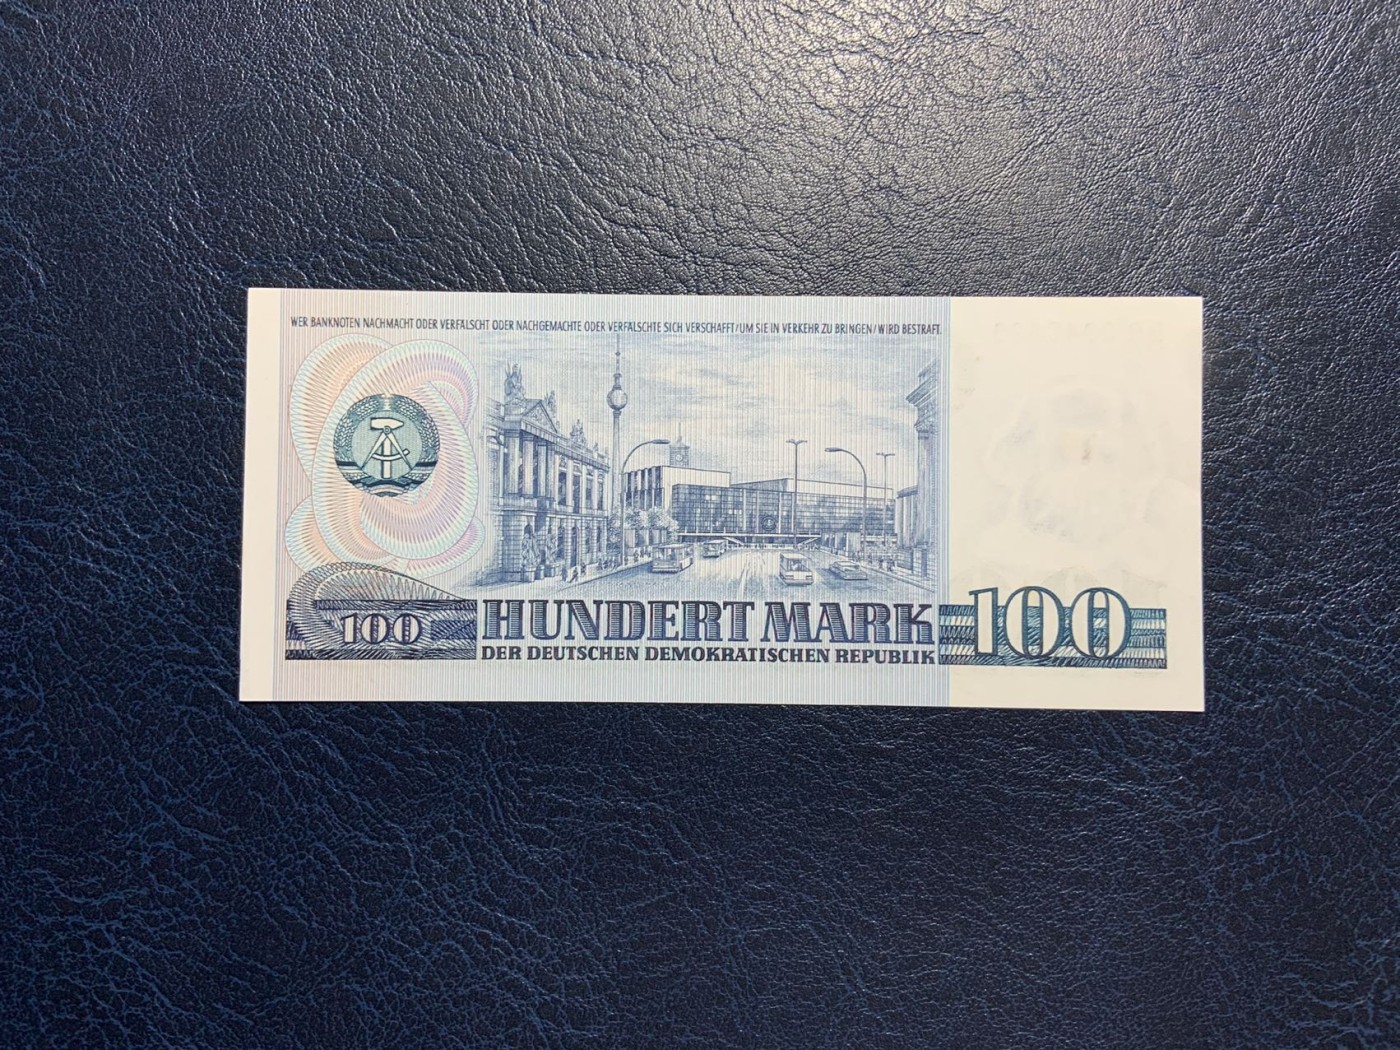 WER BANKNOTEN NACHMACHT ODER VERFÄLSCHT ODER NACHGEMACHTE ODER VERFÄLSCHTE SICH VERSCHAFFT/UM SIE IN VERKEHR ZU BRINGEN/WIRD BESTRAFT.
100 HUNDERT MARK 100
DER DEUTSCHEN DEMOKRATISCHEN REPUBLIK